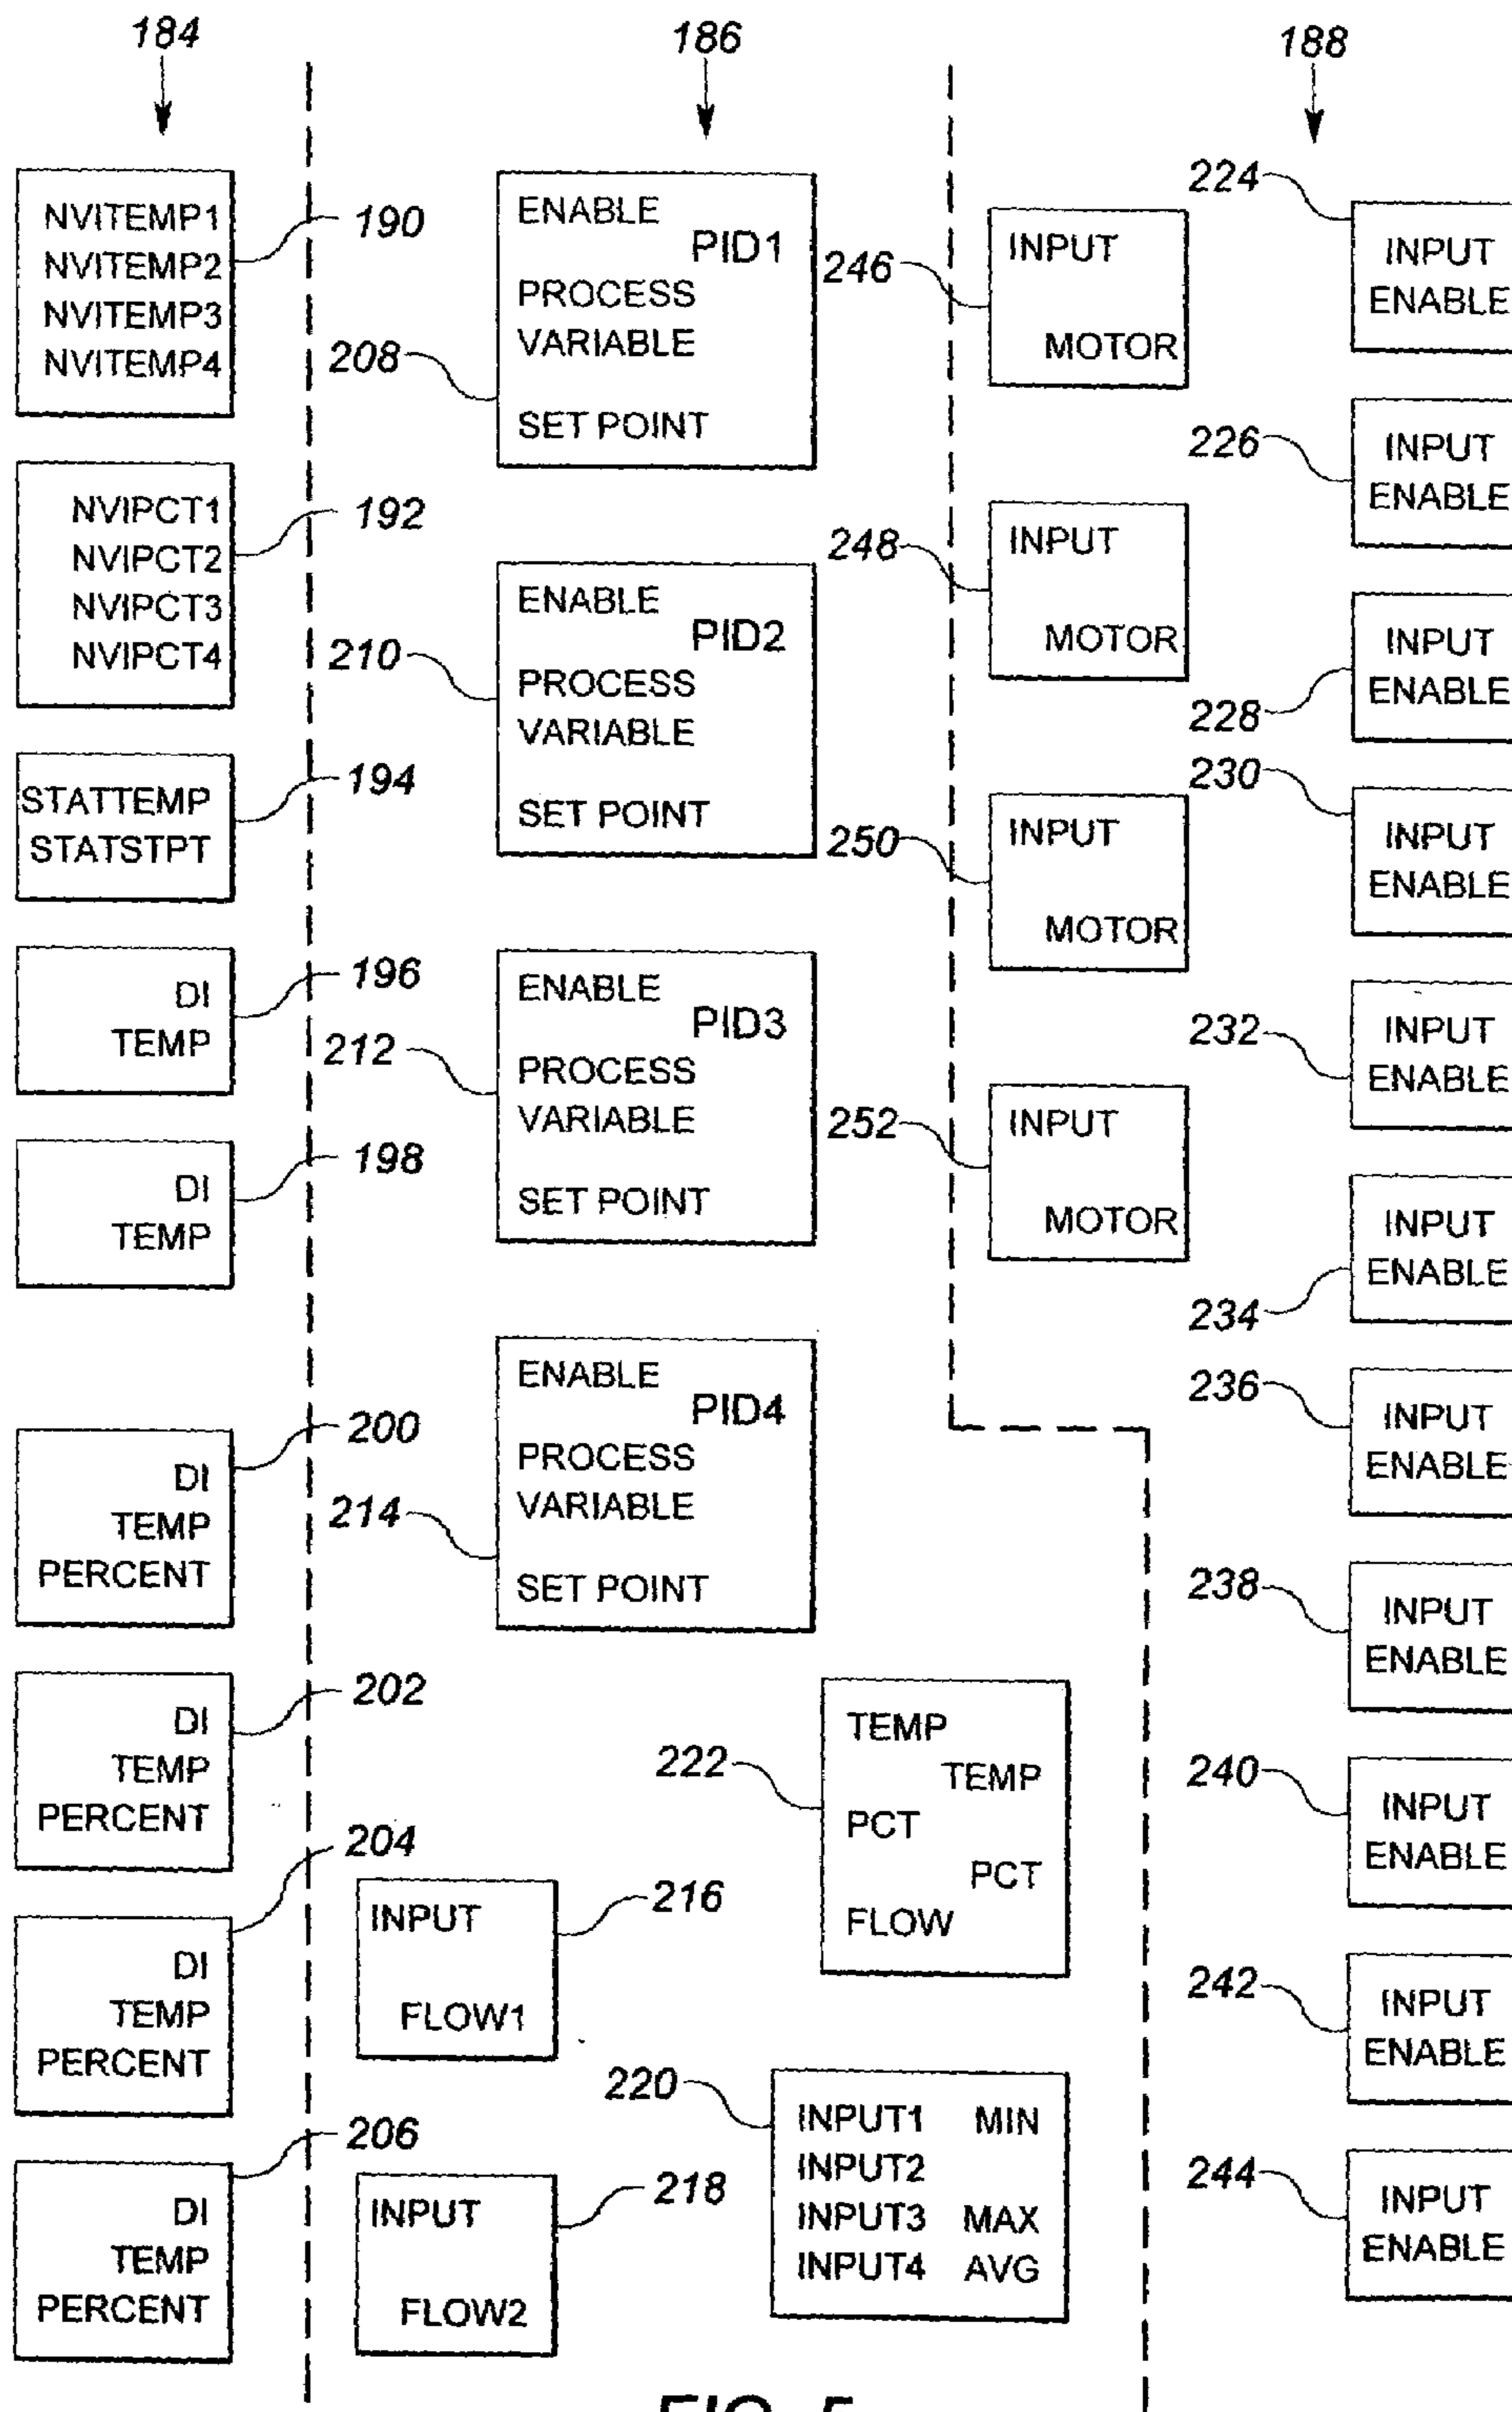 184
186
188
NVITEMP1
NVITEMP2
NVITEMP3
NVITEMP4
190
NVIPCT1
NVIPCT2
NVIPCT3
NVIPCT4
192
STATTEMP
STATSTPT
194
DI
TEMP
196
DI
TEMP
198
DI
TEMP
PERCENT
200
DI
TEMP
PERCENT
202
DI
TEMP
PERCENT
204
DI
TEMP
PERCENT
206
ENABLE
PID1
PROCESS
VARIABLE
SET POINT
208
ENABLE
PID2
PROCESS
VARIABLE
SET POINT
210
ENABLE
PID3
PROCESS
VARIABLE
SET POINT
212
ENABLE
PID4
PROCESS
VARIABLE
SET POINT
214
INPUT
FLOW1
216
INPUT
FLOW2
218
TEMP
TEMP
PCT
PCT
FLOW
222
INPUT1 MIN
INPUT2
INPUT3 MAX
INPUT4 AVG
220
246
INPUT
MOTOR
248
INPUT
MOTOR
250
INPUT
MOTOR
252
INPUT
MOTOR
224
INPUT
ENABLE
226
INPUT
ENABLE
228
INPUT
ENABLE
230
INPUT
ENABLE
232
INPUT
ENABLE
234
INPUT
ENABLE
236
INPUT
ENABLE
238
INPUT
ENABLE
240
INPUT
ENABLE
242
INPUT
ENABLE
244
INPUT
ENABLE